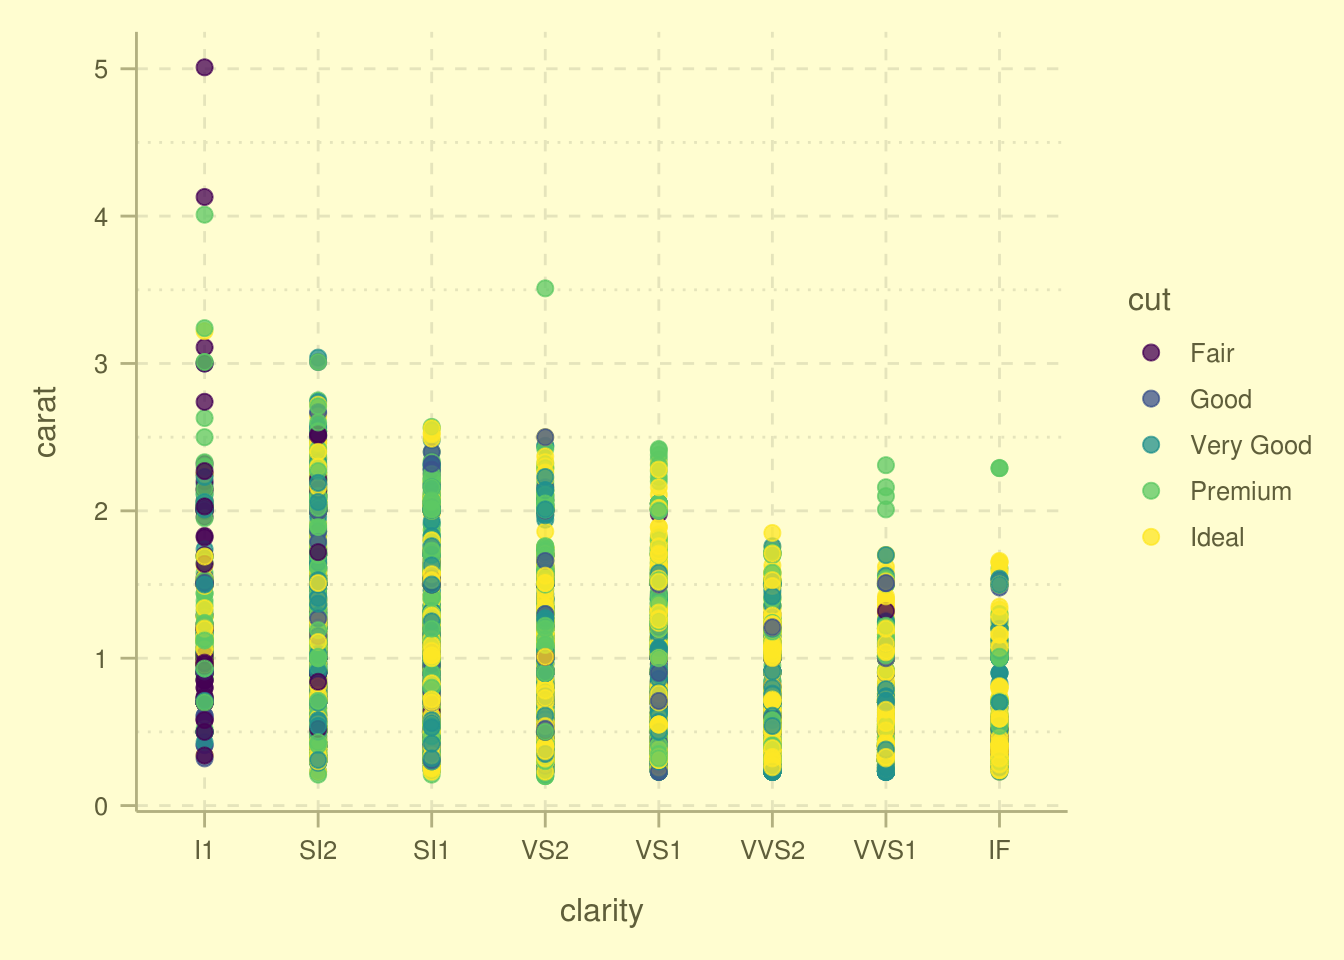 5
4
3
2
1
0
carat
I1 SI2 SI1 VS2 VS1 VVS2 VVS1 IF
clarity
cut
Fair
Good
Very Good
Premium
Ideal